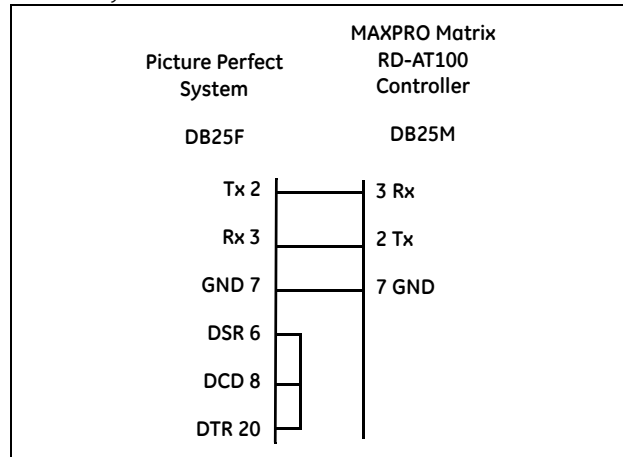 MAXPRO Matrix
Picture Perfect RD-AT100
System Controller
DB25F DB25M
Tx 2 3 Rx
Rx 3 2 Tx
GND 7 7 GND
DSR 6
DCD 8
DTR 20